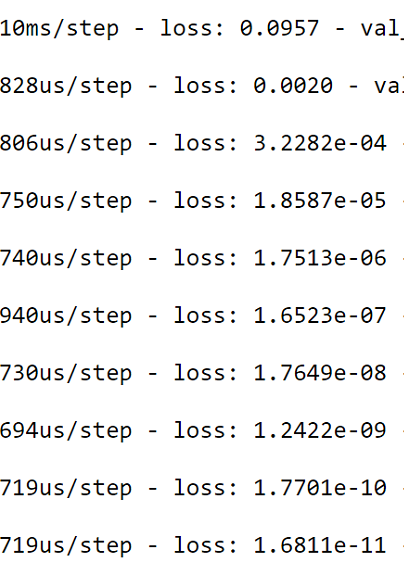 10ms/step - loss: 0.0957 - val_
828us/step - loss: 0.0020 - val
806us/step - loss: 3.2282e-04 -
750us/step - loss: 1.8587e-05 -
740us/step - loss: 1.7513e-06 -
940us/step - loss: 1.6523e-07 -
730us/step - loss: 1.7649e-08 -
694us/step - loss: 1.2422e-09 -
719us/step - loss: 1.7701e-10 -
719us/step - loss: 1.6811e-11 -